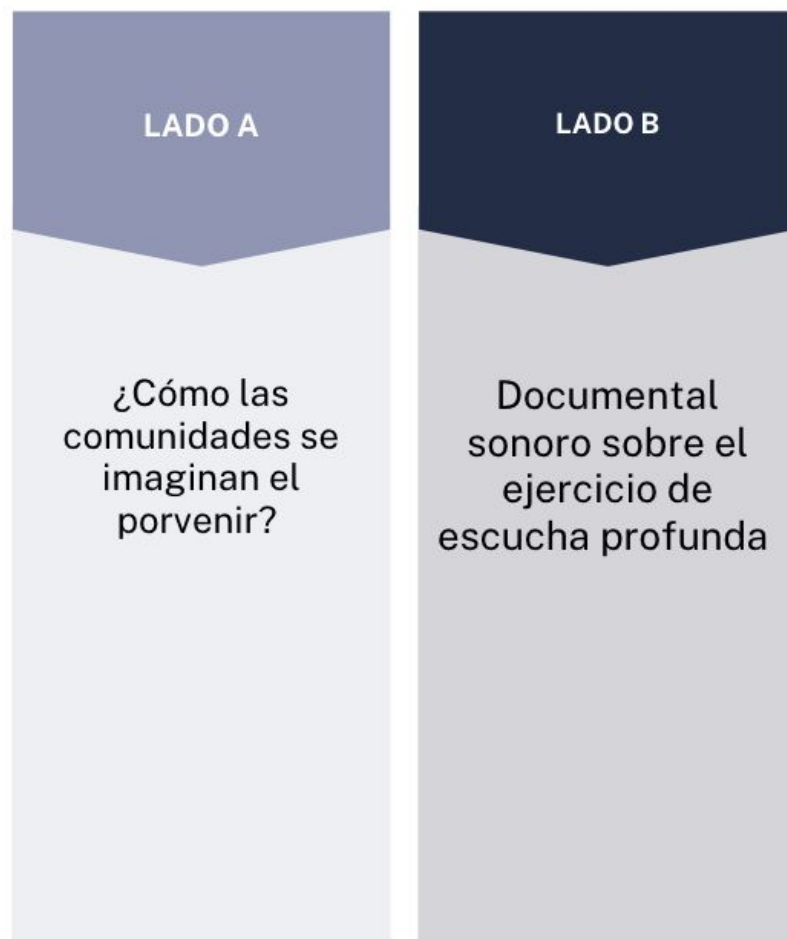 LADO A
¿Cómo las
comunidades se
imaginan el
porvenir?
LADO B
Documental
sonoro sobre el
ejercicio de
escucha profunda